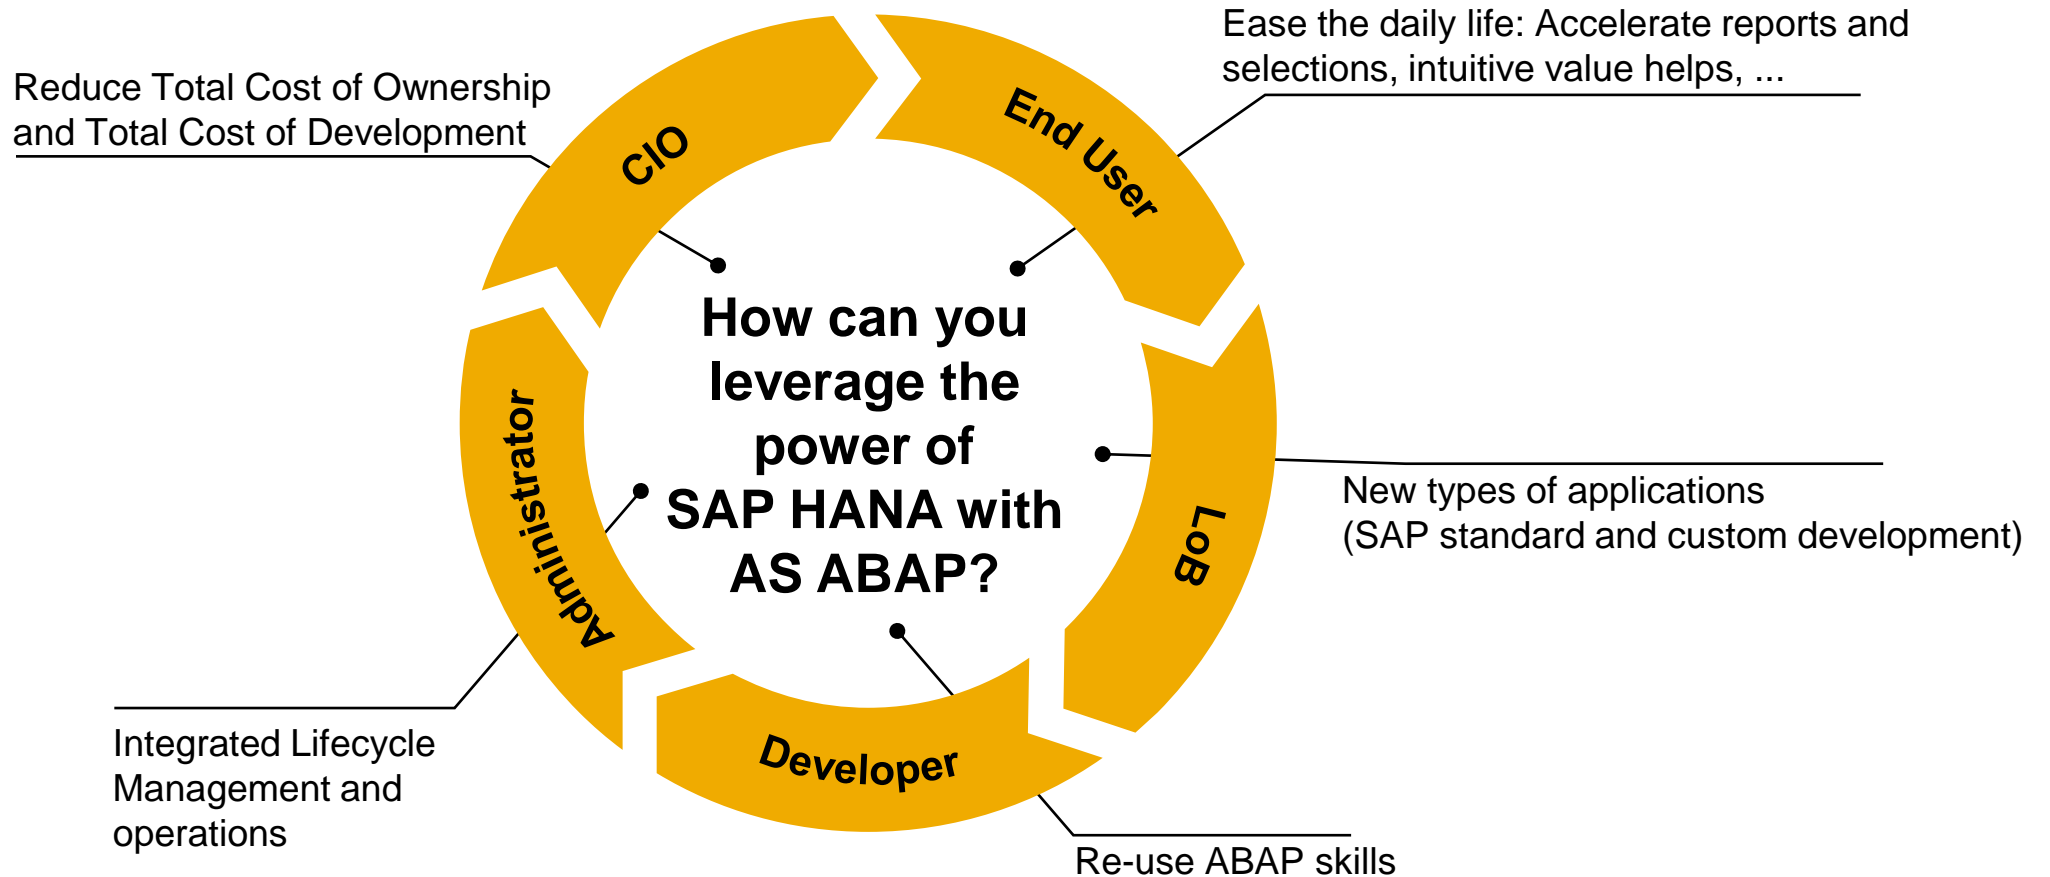 Ease the daily life: Accelerate reports and
selections, intuitive value helps, ...
Reduce Total Cost of Ownership
and Total Cost of Development
CIO
End User
How can you
leverage the
power of
SAP HANA with
AS ABAP?
Administrator
LoB
New types of applications
(SAP standard and custom development)
Developer
Integrated Lifecycle
Management and
operations
Re-use ABAP skills